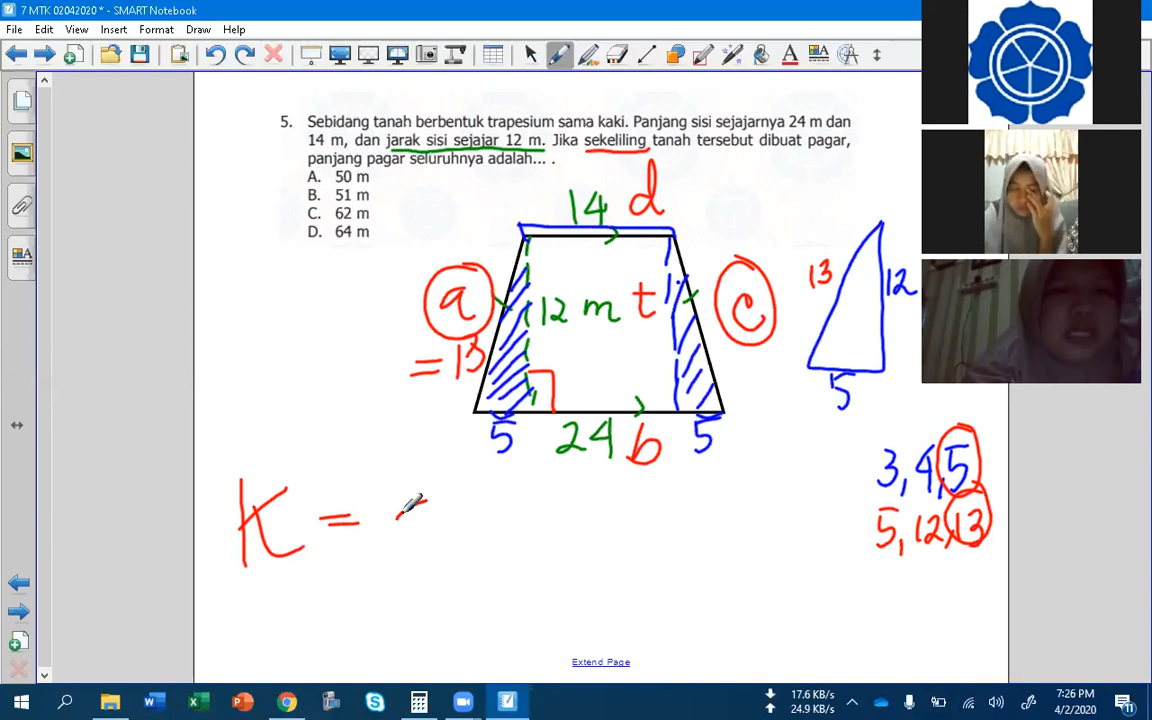 7 MTK 02042020 * - SMART Notebook
File Edit View Insert Format Draw Help
5. Sebidang tanah berbentuk trapesium sama kaki. Panjang sisi sejajarnya 24 m dan
14 m, dan jarak sisi sejajar 12 m. Jika sekeliling tanah tersebut dibuat pagar,
panjang pagar seluruhnya adalah... .
A. 50 m
B. 51 m
C. 62 m
D. 64 m
14 d
a
= 13
12 m t
c
5 24 b 5
13 12
5
3, 4, 5
5, 12, 13
K =
Extend Page
17.6 KB/s
24.9 KB/s
7:26 PM
4/2/2020
11